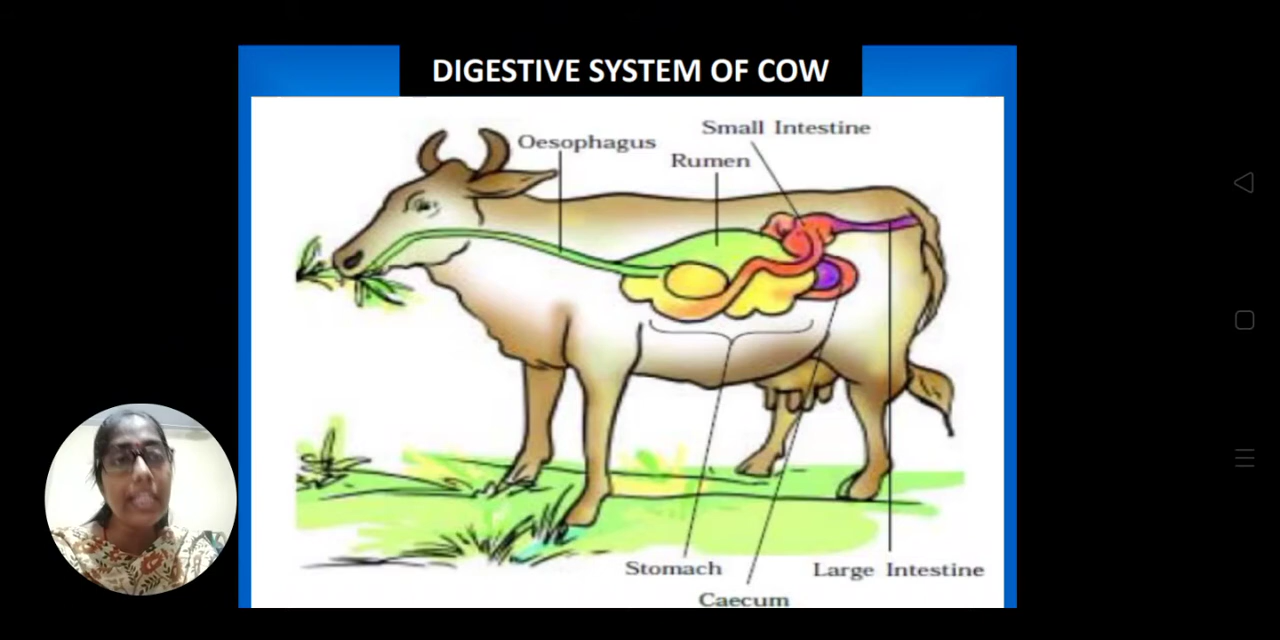 DIGESTIVE SYSTEM OF COW
Small Intestine
Oesophagus
Rumen
Stomach
Large Intestine
Caecum